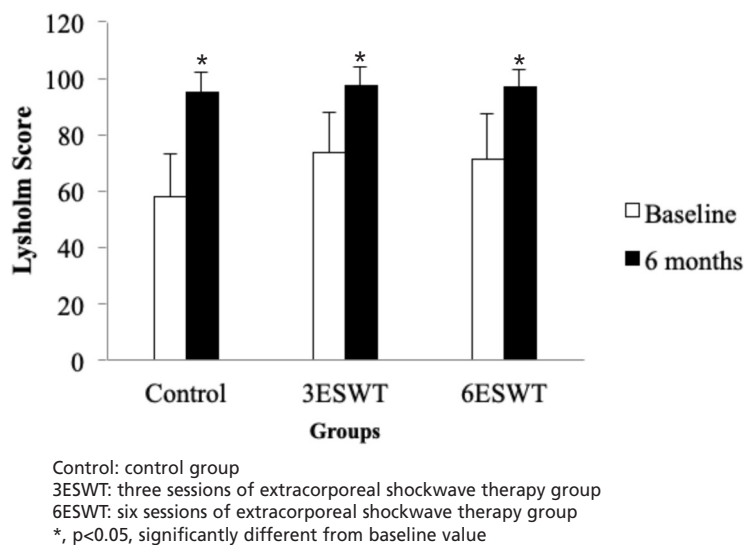 120
100
80
60
40
20
0
Lysholm Score
* * *
Baseline
6 months
Control 3ESWT 6ESWT
Groups
Control: control group
3ESWT: three sessions of extracorporeal shockwave therapy group
6ESWT: six sessions of extracorporeal shockwave therapy group
*, p<0.05, significantly different from baseline value